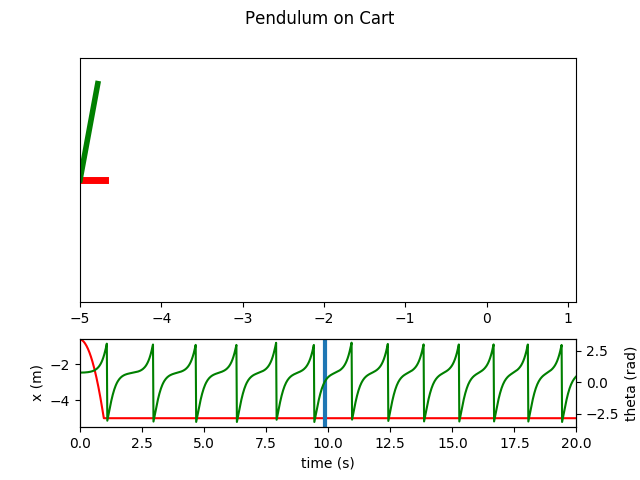 Pendulum on Cart
−5 −4 −3 −2 −1 0 1
−2
−4
x (m)
2.5
0.0
−2.5
theta (rad)
0.0 2.5 5.0 7.5 10.0 12.5 15.0 17.5 20.0
time (s)